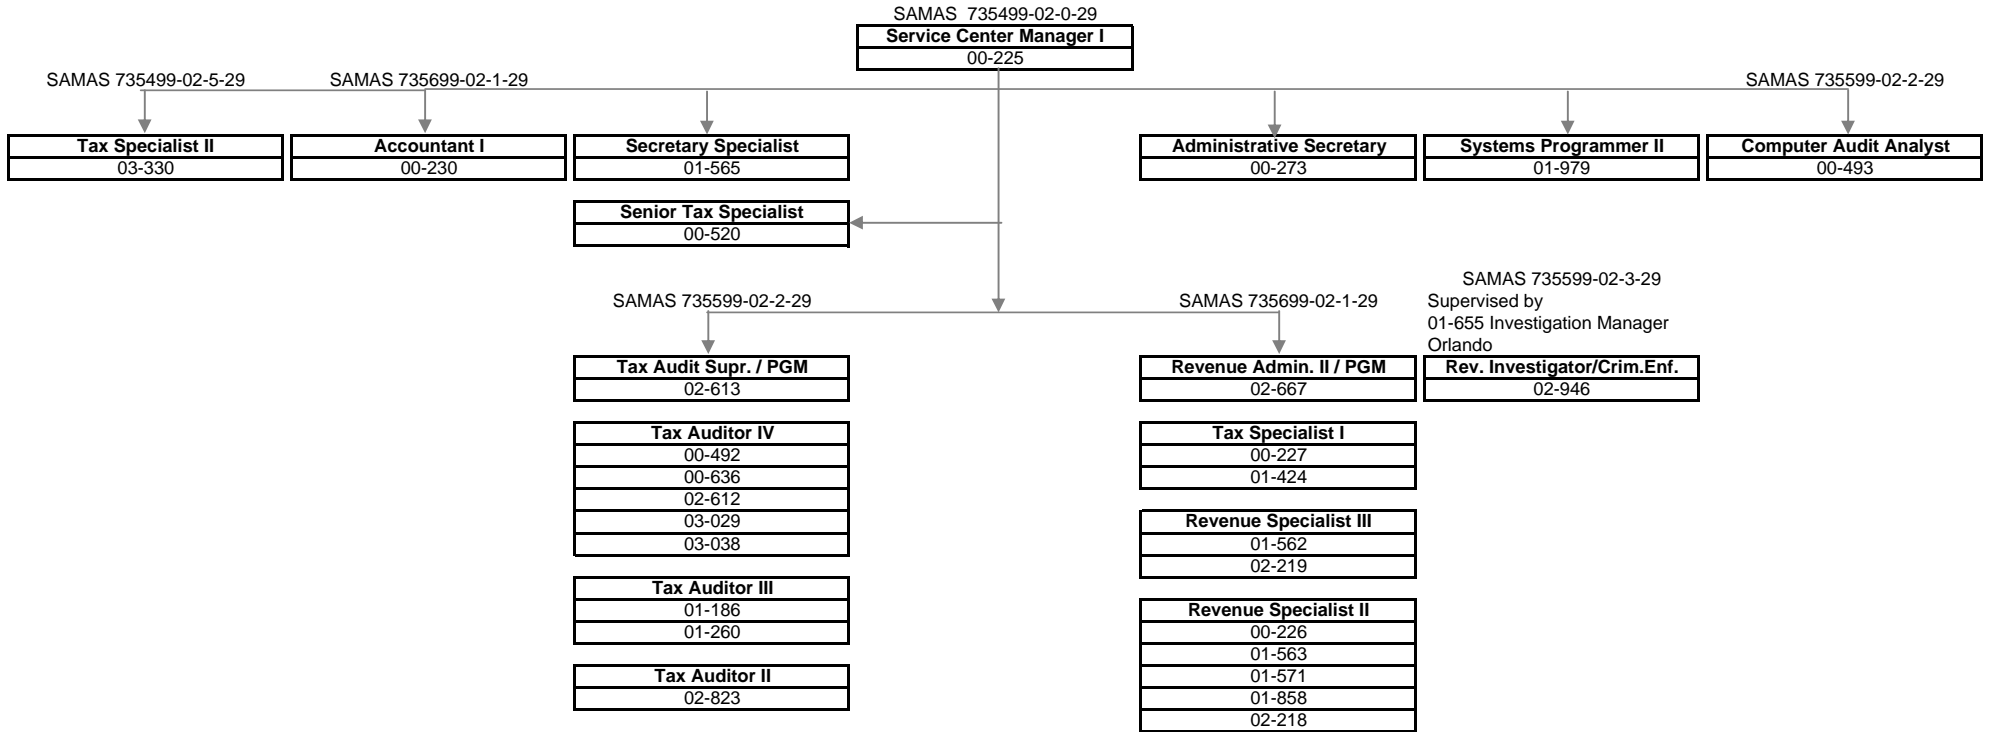 SAMAS 735499-02-0-29
Service Center Manager I
00-225
SAMAS 735499-02-5-29
SAMAS 735699-02-1-29
SAMAS 735599-02-2-29
Tax Specialist II
03-330
Accountant I
00-230
Secretary Specialist
01-565
Administrative Secretary
00-273
Systems Programmer II
01-979
Computer Audit Analyst
00-493
Senior Tax Specialist
00-520
SAMAS 735599-02-2-29
Tax Audit Supr. / PGM
02-613
Tax Auditor IV
00-492
00-636
02-612
03-029
03-038
Tax Auditor III
01-186
01-260
Tax Auditor II
02-823
SAMAS 735699-02-1-29
Revenue Admin. II / PGM
02-667
Tax Specialist I
00-227
01-424
Revenue Specialist III
01-562
02-219
Revenue Specialist II
00-226
01-563
01-571
01-858
02-218
SAMAS 735599-02-3-29
Supervised by
01-655 Investigation Manager
Orlando
Rev. Investigator/Crim.Enf.
02-946